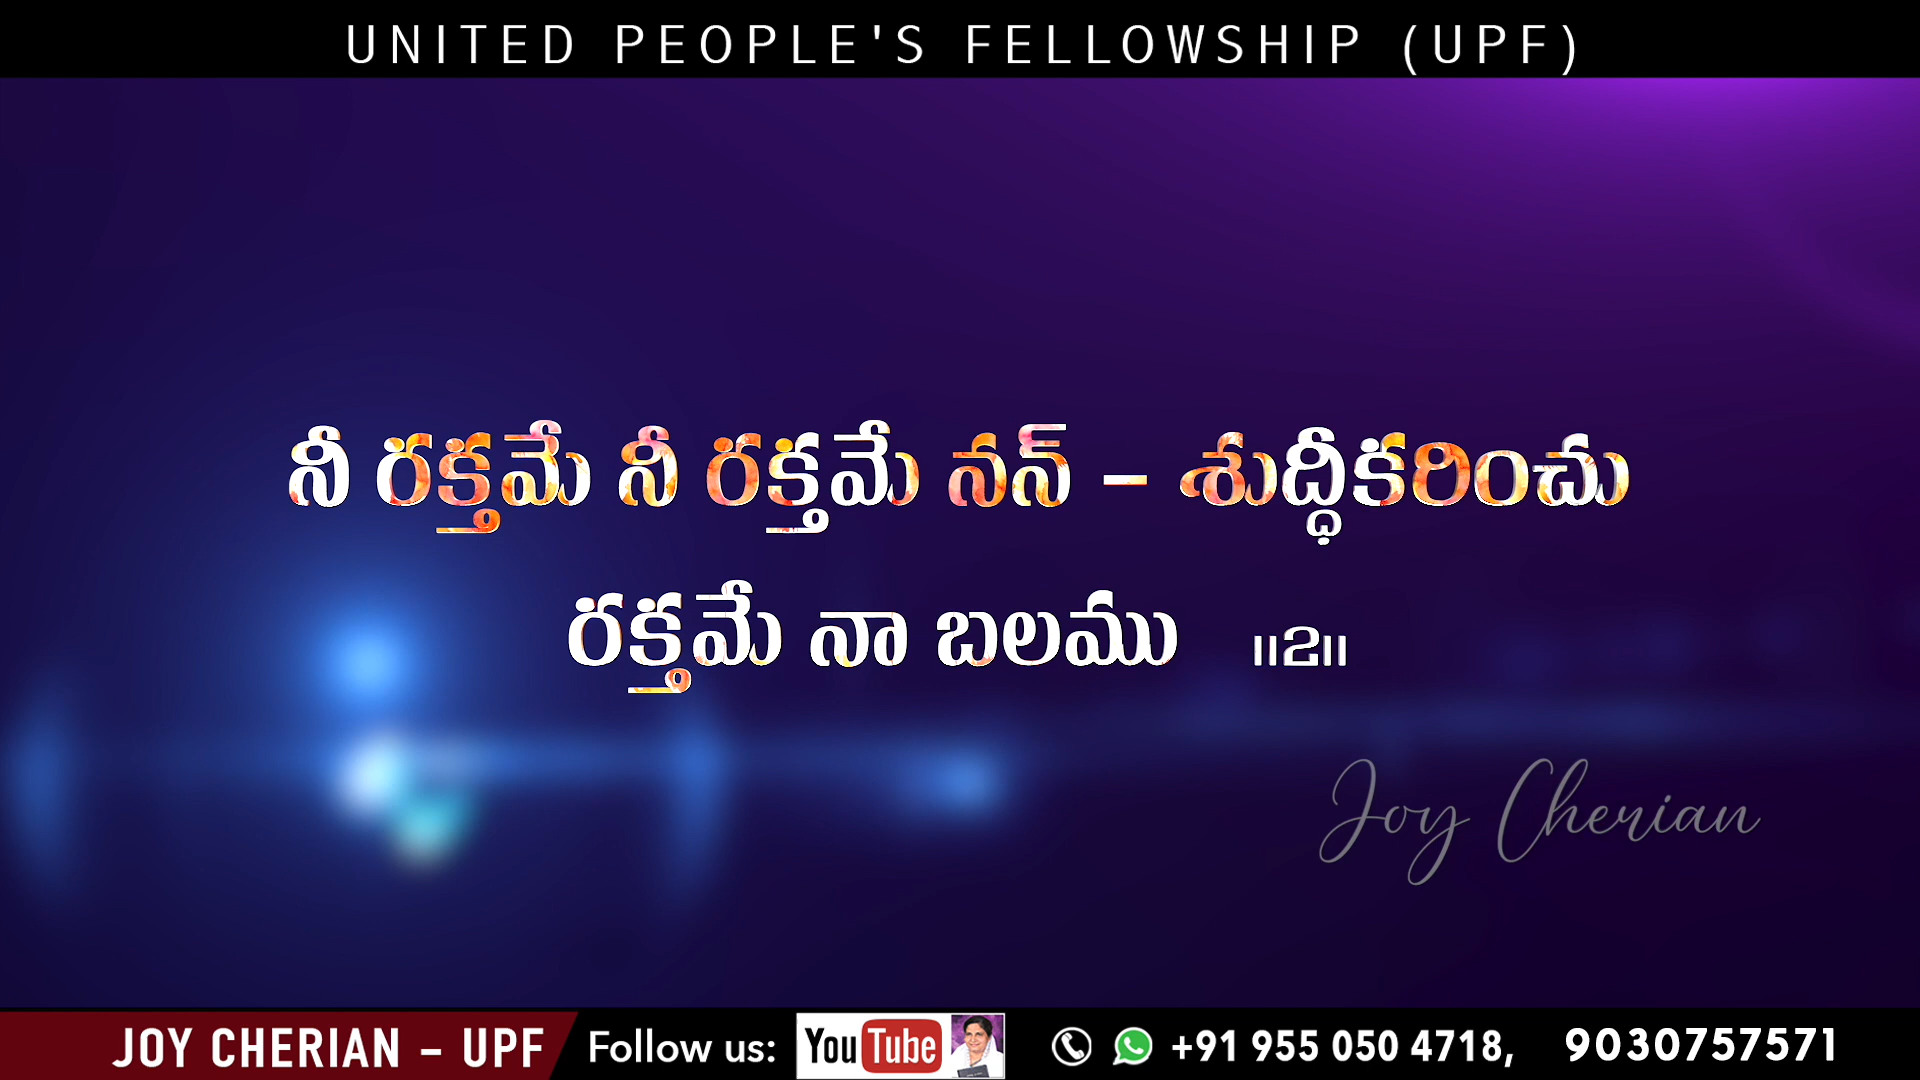 UNITED PEOPLE'S FELLOWSHIP (UPF)
నీ రక్తమే నీ రక్తమే నన్ – శుద్ధీకరించు
రక్తమే నా బలము ||2||
Joy Cherian
JOY CHERIAN – UPF Follow us: YouTube +91 955 050 4718, 9030757571